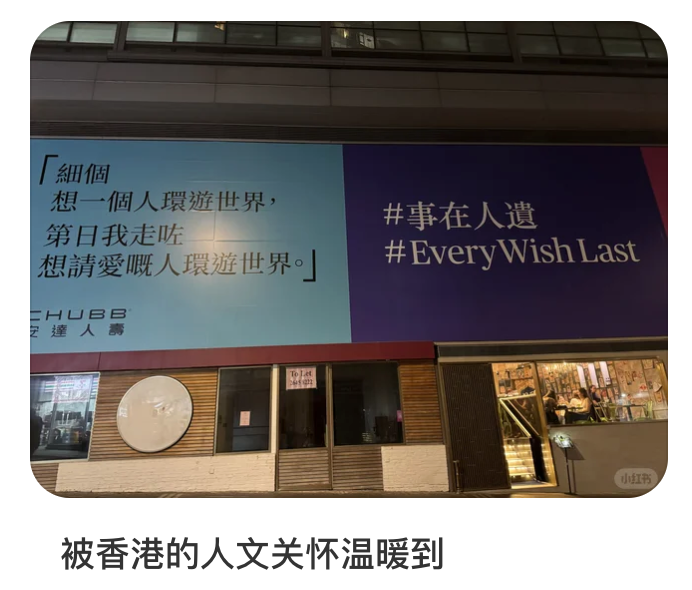 「細個
想一個人環遊世界，
第日我走咗
想請愛嘅人環遊世界。」
CHUBB
安達人壽
#事在人遺
#EveryWish Last
To Let
小红书
被香港的人文关怀温暖到